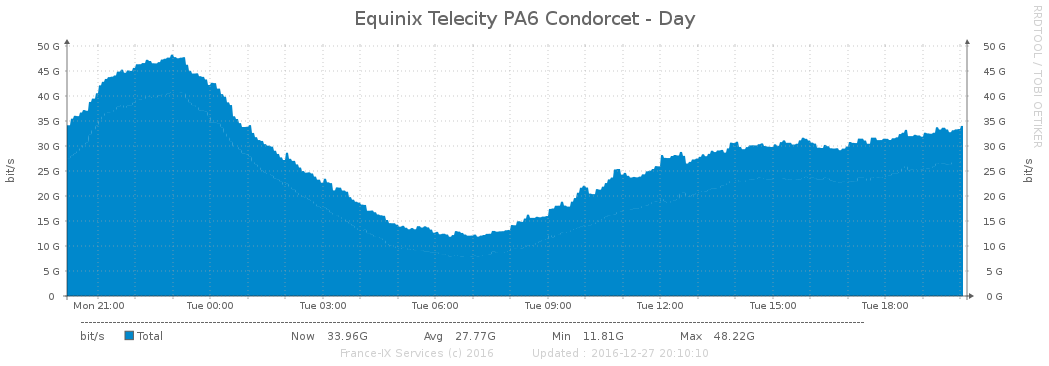 Equinix Telecity PA6 Condorcet - Day
RRDTOOL / TOBI OETIKER
bit/s
50 G
45 G
40 G
35 G
30 G
25 G
20 G
15 G
10 G
5 G
0
50 G
45 G
40 G
35 G
30 G
25 G
20 G
15 G
10 G
5 G
0 G
bit/s
Mon 21:00 Tue 00:00 Tue 03:00 Tue 06:00 Tue 09:00 Tue 12:00 Tue 15:00 Tue 18:00
bit/s Total Now 33.96G Avg 27.77G Min 11.81G Max 48.22G
France-IX Services (c) 2016 Updated : 2016-12-27 20:10:10